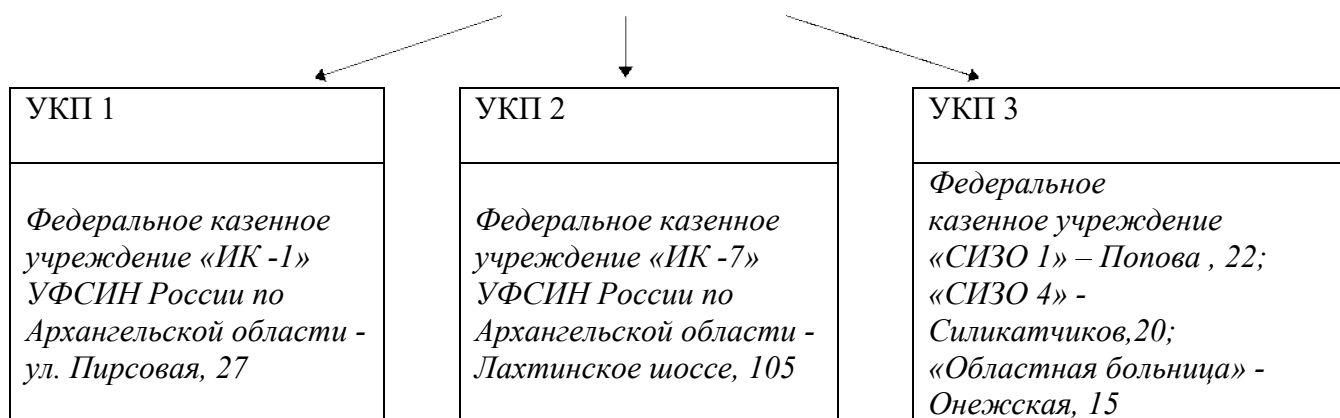 УКП 1
Федеральное казенное
учреждение «ИК -1»
УФСИН России по
Архангельской области -
ул. Пирсовая, 27
УКП 2
Федеральное казенное
учреждение «ИК -7»
УФСИН России по
Архангельской области -
Лахтинское шоссе, 105
УКП 3
Федеральное
казенное учреждение
«СИЗО 1» – Попова , 22;
«СИЗО 4» -
Силикатчиков,20;
«Областная больница» -
Онежская, 15